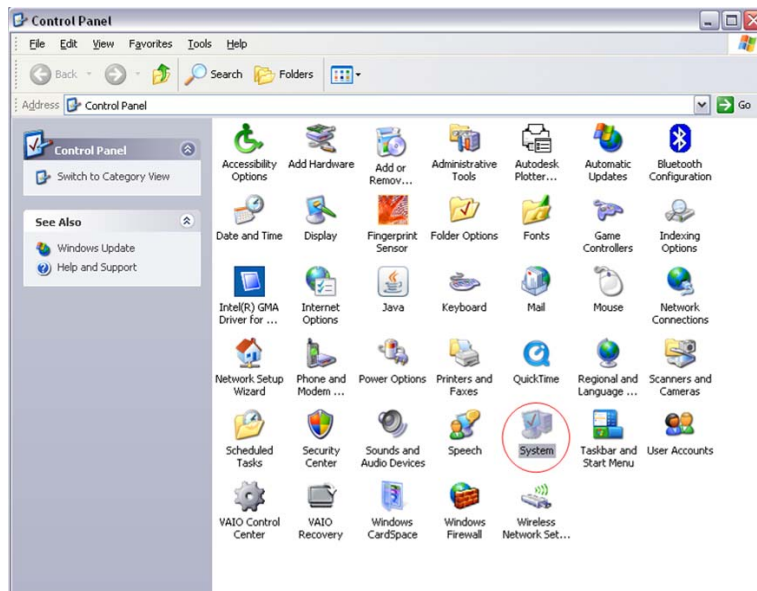 Control Panel
File Edit View Favorites Tools Help
Back Search Folders
Address Control Panel Go
Control Panel
Switch to Category View
See Also
Windows Update
Help and Support
Accessibility Options
Add Hardware
Add or Remov...
Administrative Tools
Autodesk Plotter...
Automatic Updates
Bluetooth Configuration
Date and Time
Display
Fingerprint Sensor
Folder Options
Fonts
Game Controllers
Indexing Options
Intel(R) GMA Driver for ...
Internet Options
Java
Keyboard
Mail
Mouse
Network Connections
Network Setup Wizard
Phone and Modem ...
Power Options
Printers and Faxes
QuickTime
Regional and Language ...
Scanners and Cameras
Scheduled Tasks
Security Center
Sounds and Audio Devices
Speech
System
Taskbar and Start Menu
User Accounts
VAIO Control Center
VAIO Recovery
Windows CardSpace
Windows Firewall
Wireless Network Set...